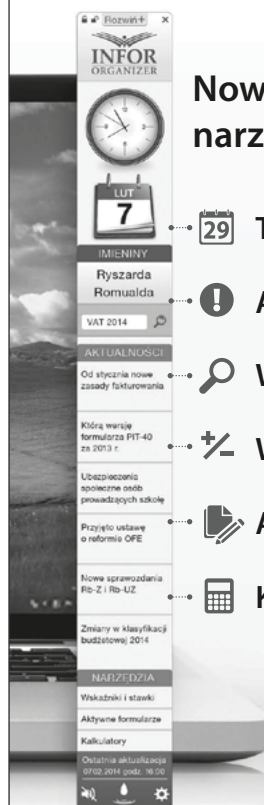 Rozwiń+ ×
INFOR
ORGANIZER
LUT
7
IMIENINY
Ryszarda
Romualda
VAT 2014
AKTUALNOŚCI
Od stycznia nowe
zasady fakturowania
Którą wersję
formularza PIT-40
za 2013 r.
Ubezpieczenia
społeczne osób
prowadzących szkołę
Przyjęto ustawę
o reformie OFE
Nowe sprawozdania
Rb-Z i Rb-UZ
Zmiany w klasyfikacji
budżetowej 2014
NARZĘDZIA
Wskaźniki i stawki
Aktywne formularze
Kalkulatory
Ostatnia aktualizacja
07.02.2014 godz. 16:00
Now
narz
29 T
A
W
W
A
K